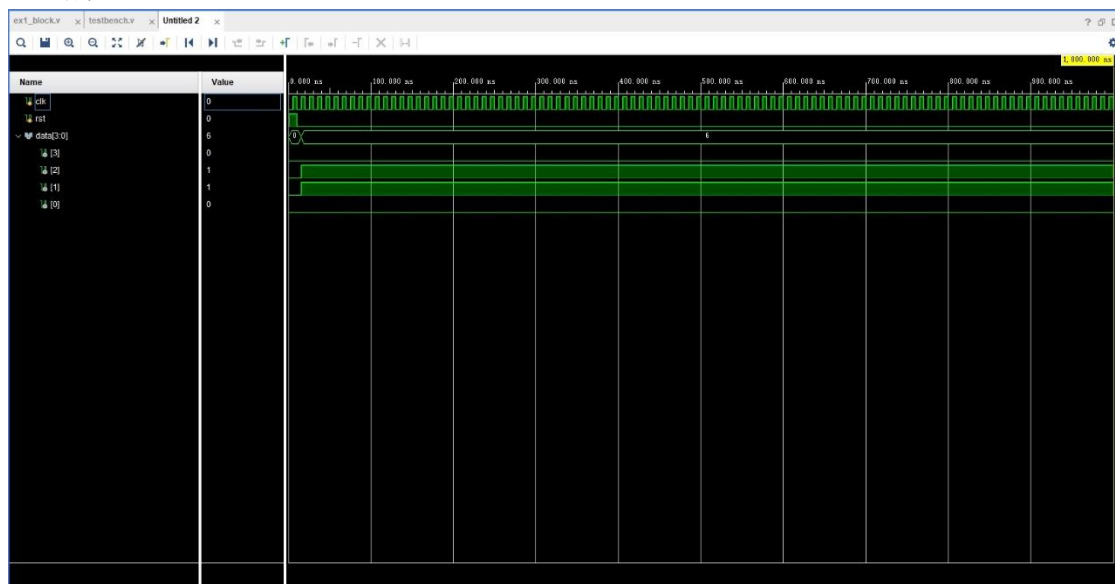 ex1_block.v × testbench.v × Untitled 2 ×
?
1,000.000 ns
Name Value
0.000 ns 100.000 ns 200.000 ns 300.000 ns 400.000 ns 500.000 ns 600.000 ns 700.000 ns 800.000 ns 900.000 ns
clk 0
rst 0
data[3:0] 6 0 6
[3] 0
[2] 1
[1] 1
[0] 0